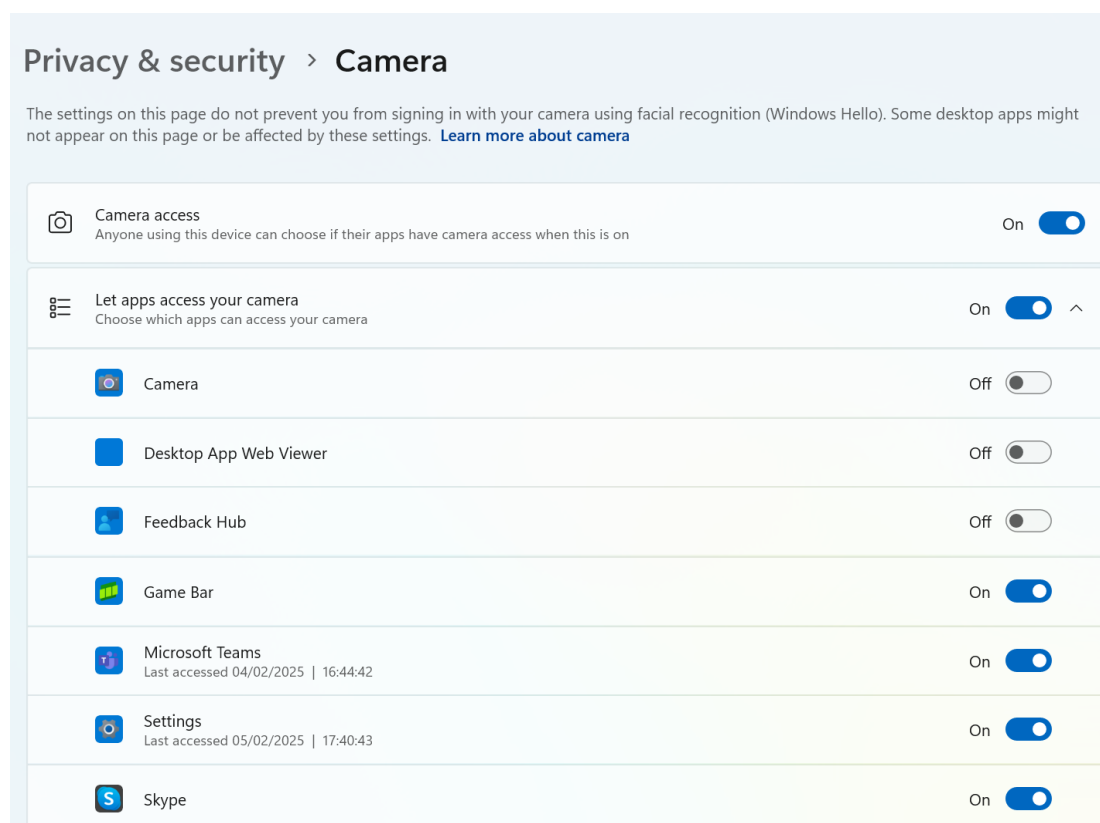 Privacy & security > Camera
The settings on this page do not prevent you from signing in with your camera using facial recognition (Windows Hello). Some desktop apps might
not appear on this page or be affected by these settings. Learn more about camera
Camera access
Anyone using this device can choose if their apps have camera access when this is on
On
Let apps access your camera
Choose which apps can access your camera
On
Camera
Off
Desktop App Web Viewer
Off
Feedback Hub
Off
Game Bar
On
Microsoft Teams
Last accessed 04/02/2025 | 16:44:42
On
Settings
Last accessed 05/02/2025 | 17:40:43
On
Skype
On